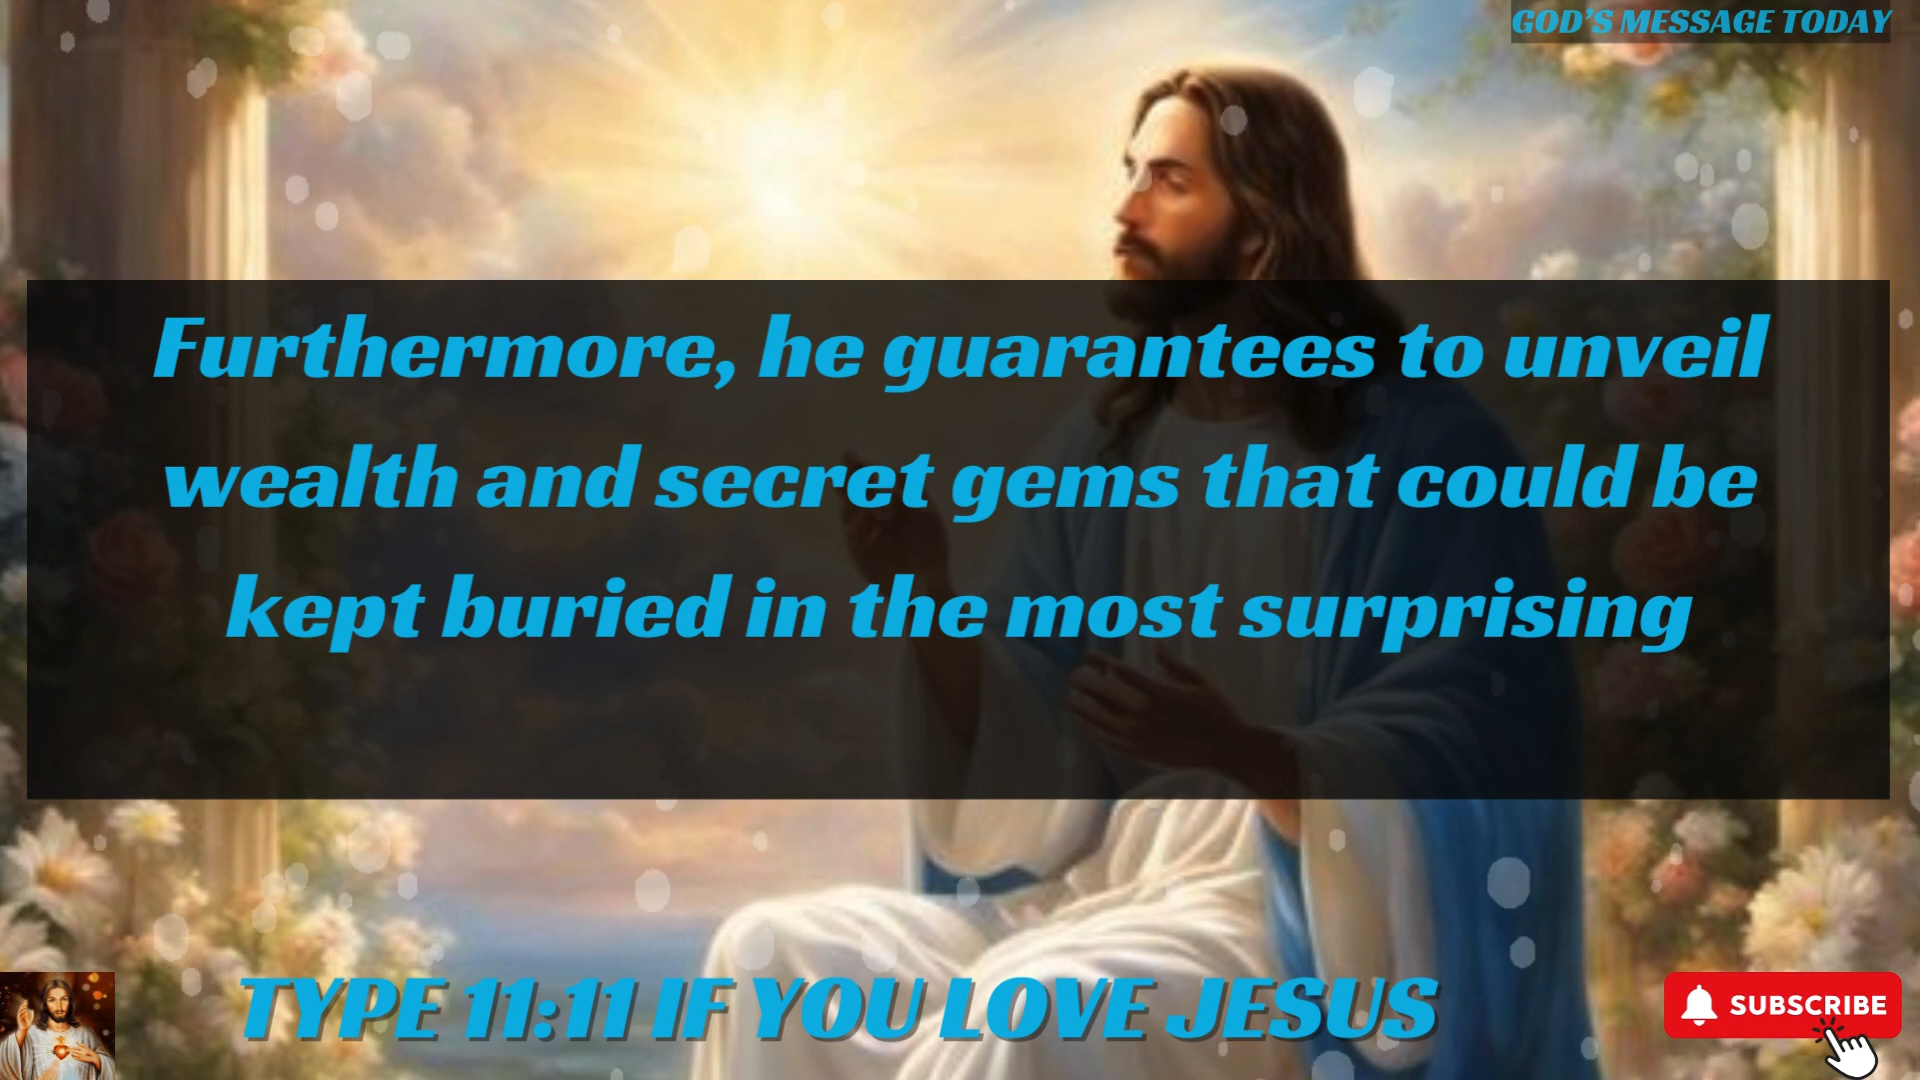 GOD'S MESSAGE TODAY
Furthermore, he guarantees to unveil
wealth and secret gems that could be
kept buried in the most surprising
TYPE 11:11 IF YOU LOVE JESUS
SUBSCRIBE